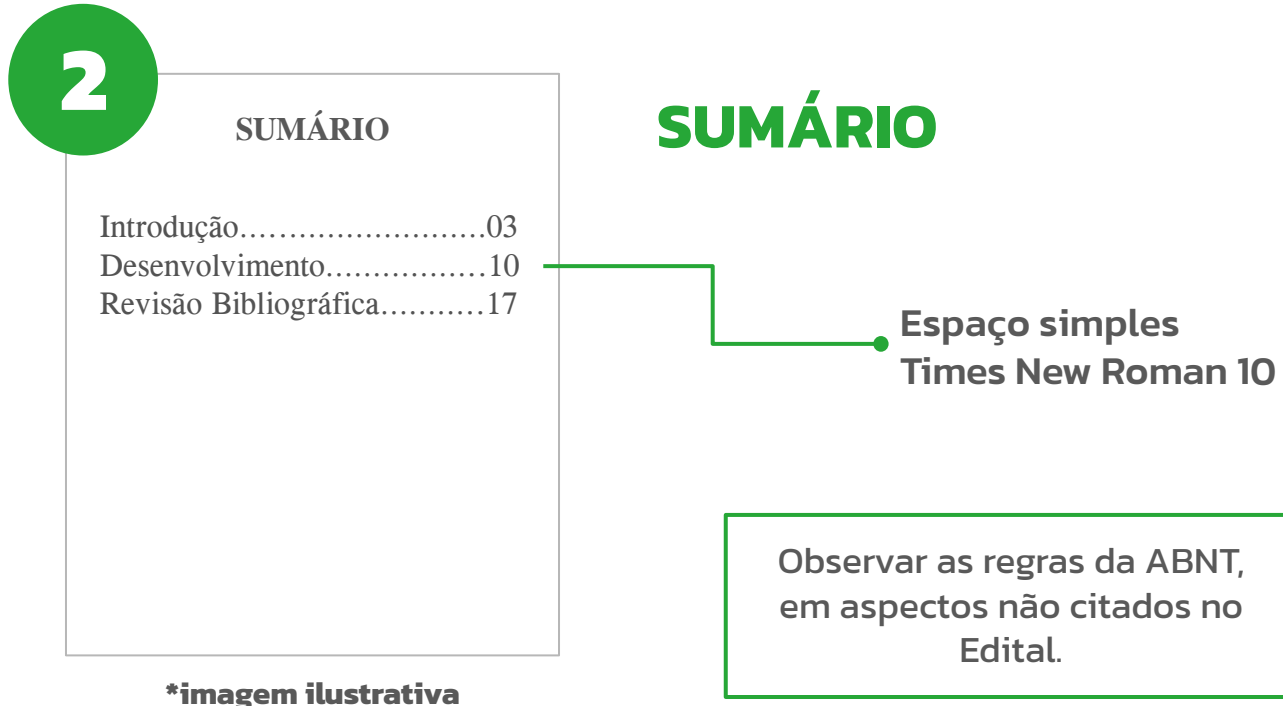 2
SUMÁRIO
Introdução...........................03
Desenvolvimento..................10
Revisão Bibliográfica...........17
*imagem ilustrativa
SUMÁRIO
Espaço simples
Times New Roman 10
Observar as regras da ABNT,
em aspectos não citados no
Edital.